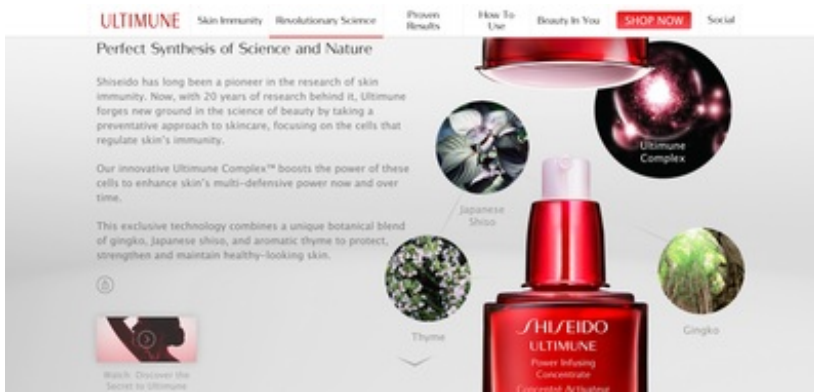 ULTIMUNE
Skin Immunity
Revolutionary Science
Proven
Results
How To
Use
Beauty In You
SHOP NOW
Social
Perfect Synthesis of Science and Nature
Shiseido has long been a pioneer in the research of skin
immunity. Now, with 20 years of research behind it, Ultimune
forges new ground in the science of beauty by taking a
preventative approach to skincare, focusing on the cells that
regulate skin's immunity.
Our innovative Ultimune Complex™ boosts the power of these
cells to enhance skin's multi-defensive power now and over
time.
This exclusive technology combines a unique botanical blend
of gingko, Japanese shiso, and aromatic thyme to protect,
strengthen and maintain healthy-looking skin.
Watch: Discover the
Secret to Ultimune
Ultimune
Complex
Japanese
Shiso
Thyme
Gingko
SHISEIDO
ULTIMUNE
Power Infusing
Concentrate
Concentré Activateur